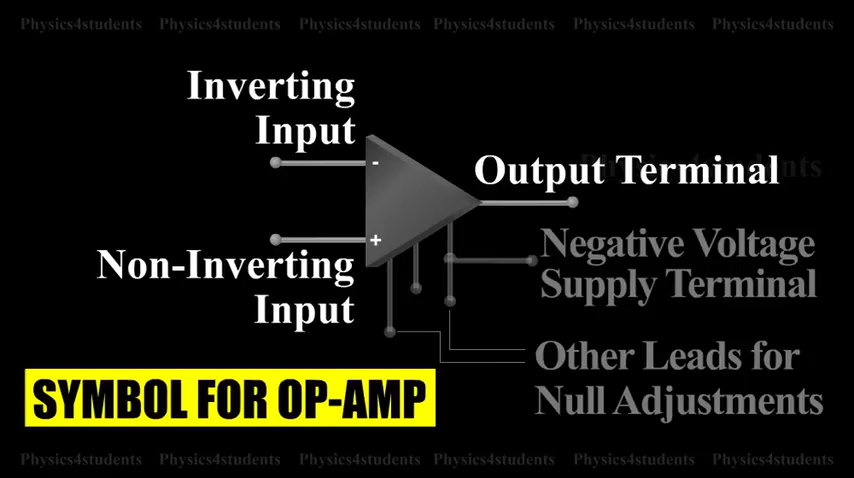 Physics4students Physics4students Physics4students Physics4students Physics4students Physics4students
Inverting
Input
-
Physics4students
Output Terminal
+
Non-Inverting
Input
Negative Voltage
Supply Terminal
Other Leads for
Null Adjustments
SYMBOL FOR OP-AMP
Physics4students Physics4students Physics4students Physics4students Physics4students Physics4students